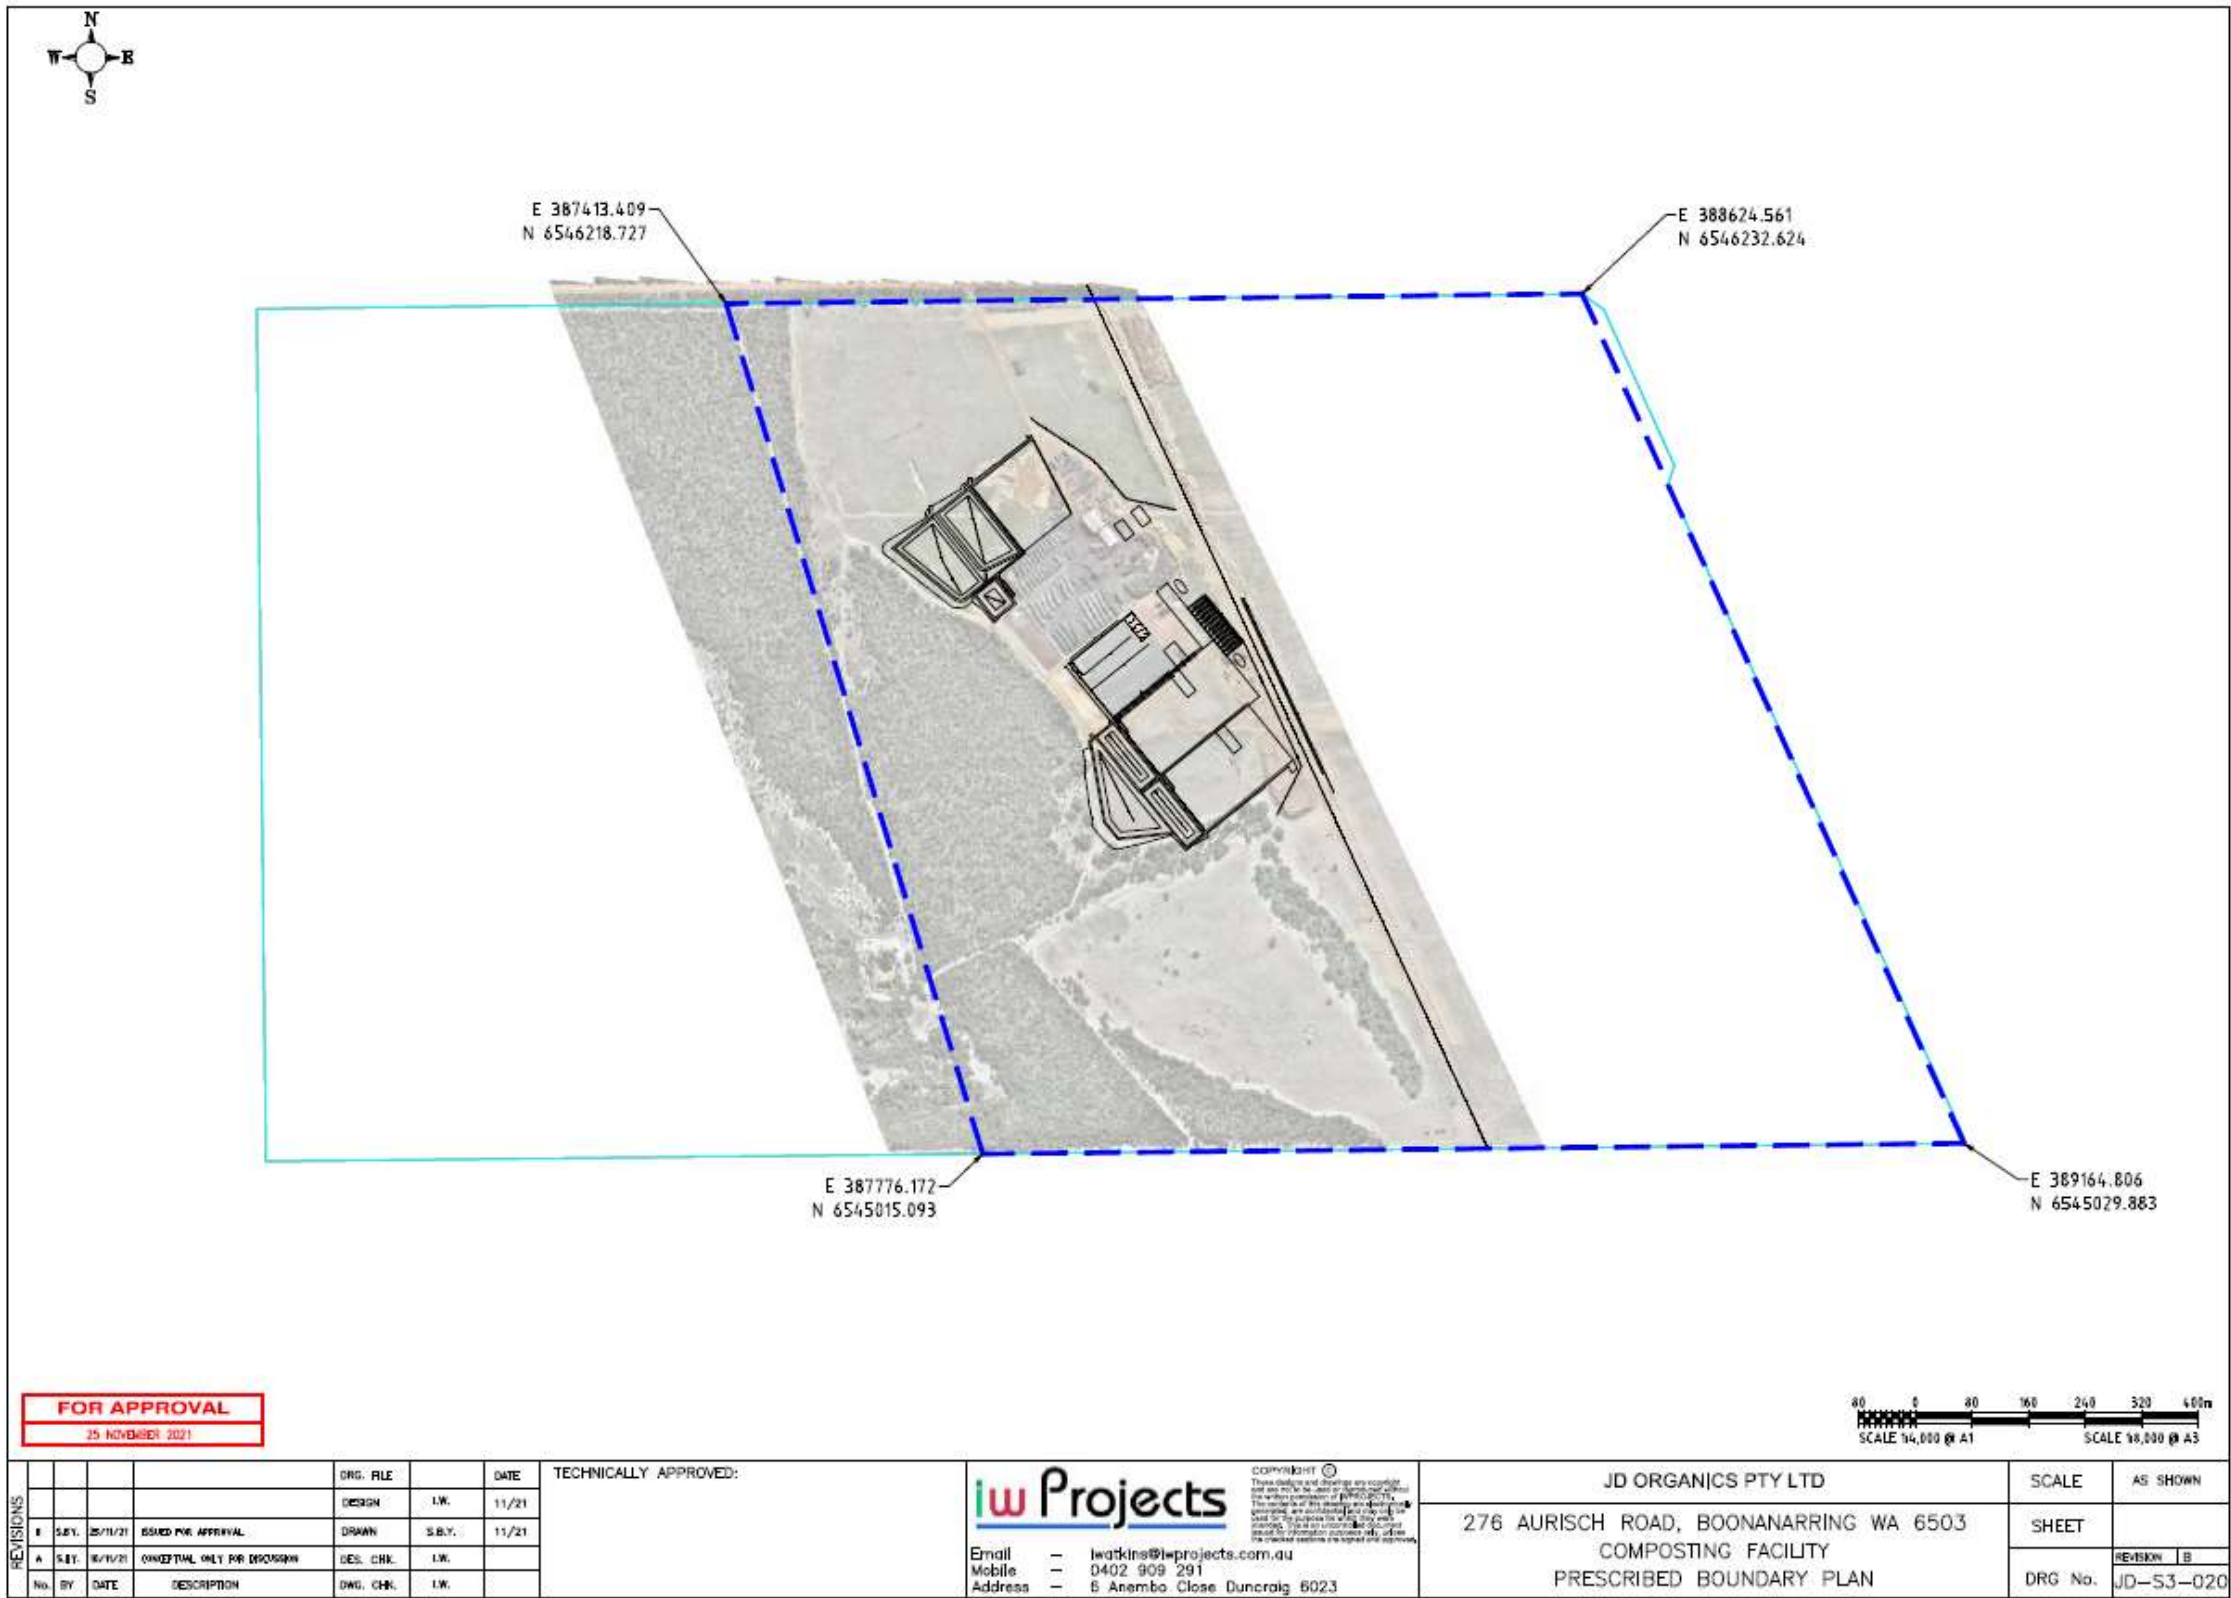 N
W E
S
E 387413.409
N 6546218.727
E 388624.561
N 6546232.624
E 387776.172
N 6545015.093
E 389164.806
N 6545029.883
FOR APPROVAL
25 NOVEMBER 2021
80 0 80 160 240 320 400m
SCALE 1:4,000 @ A1 SCALE 1:8,000 @ A3
REVISIONS
B S.B.Y. 25/11/21 ISSUED FOR APPROVAL
A S.B.Y. /11/21 CONCEPTUAL ONLY FOR DISCUSSION
No. BY DATE DESCRIPTION
DRG. FILE DATE
DESIGN I.W. 11/21
DRAWN S.B.Y. 11/21
DES. CHK. I.W.
DWG. CHK. I.W.
TECHNICALLY APPROVED:
iw Projects
Email – iwatkins@iwprojects.com.au
Mobile – 0402 909 291
Address – 6 Anembo Close Duncraig 6023
COPYRIGHT ©
JD ORGANICS PTY LTD
276 AURISCH ROAD, BOONANARRING WA 6503
COMPOSTING FACILITY
PRESCRIBED BOUNDARY PLAN
SCALE AS SHOWN
SHEET
REVISION B
DRG No. JD-S3-020